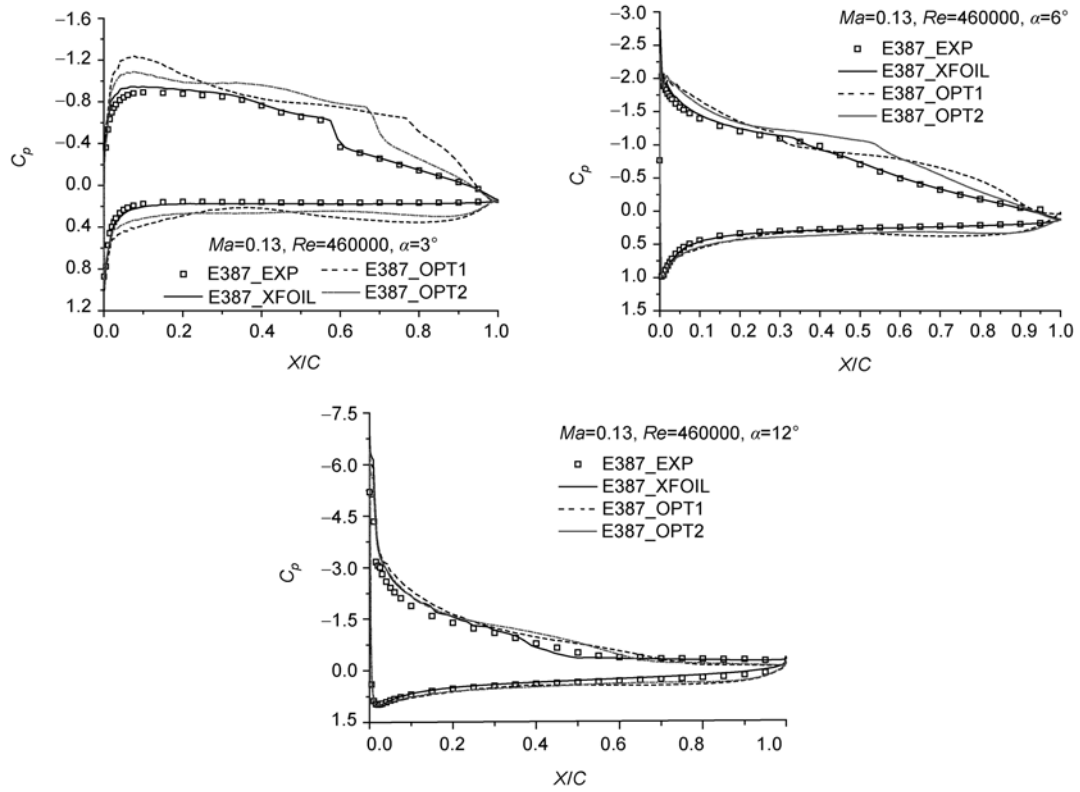 −1.6
−1.2
−0.8
−0.4
0.0
0.4
0.8
1.2
Cp
Ma=0.13, Re=460000, α=3°
E387_EXP
E387_OPT1
E387_XFOIL
E387_OPT2
0.0 0.2 0.4 0.6 0.8 1.0
X/C
−3.0
−2.5
−2.0
−1.5
−1.0
−0.5
0.0
0.5
1.0
1.5
Cp
Ma=0.13, Re=460000, α=6°
E387_EXP
E387_XFOIL
E387_OPT1
E387_OPT2
0.0 0.1 0.2 0.3 0.4 0.5 0.6 0.7 0.8 0.9 1.0
X/C
−7.5
−6.0
−4.5
−3.0
−1.5
0.0
1.5
Cp
Ma=0.13, Re=460000, α=12°
E387_EXP
E387_XFOIL
E387_OPT1
E387_OPT2
0.0 0.2 0.4 0.6 0.8 1.0
X/C